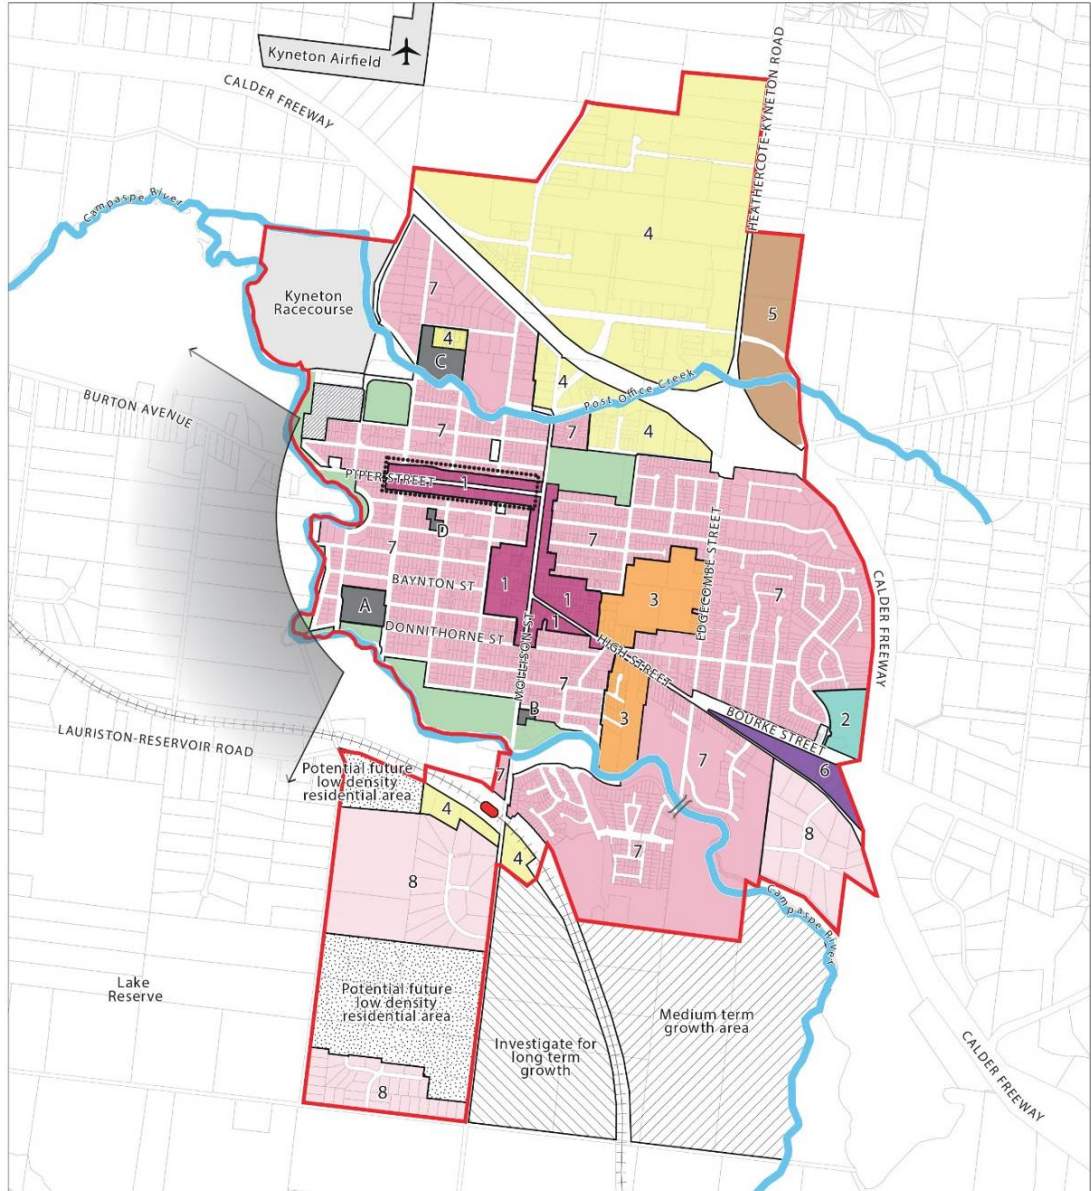 Kyneton Airfield
CALDER FREEWAY
HEATHERCOTE-KYNETON ROAD
Campaspe River
4
5
Kyneton
Racecourse
7
4
C
4
Post Office Creek
BURTON AVENUE
7
7
4
PIPER STREET
1
D
7
7
EDGECOMBE STREET
BAYNTON ST
1
1
3
7
A
1
CALDER FREEWAY
DONNITHORNE ST
MOLLISON ST
HIGH STREET
7
B
3
BOURKE STREET
2
LAURISTON-RESERVOIR ROAD
7
7
6
Potential future
low density
residential area
4
8
4
7
8
Campaspe River
Lake
Reserve
Potential future
low density
residential area
Medium term
growth area
Investigate for
long term
growth
CALDER FREEWAY
8